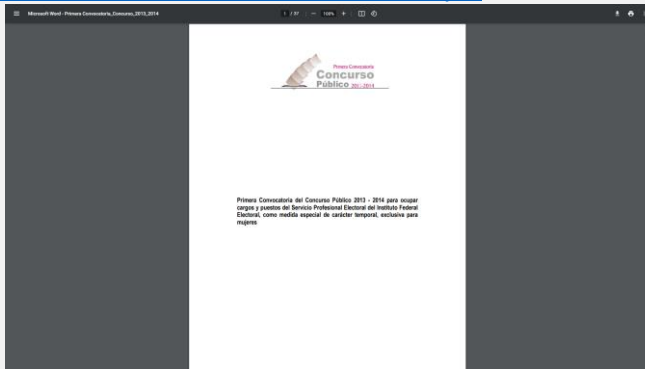 Microsoft Word - Primera Convocatoria_Concurso_2013_2014
1 / 97
100%
Primera Convocatoria
Concurso
Público 2013-2014
Primera Convocatoria del Concurso Público 2013 - 2014 para ocupar
cargos y puestos del Servicio Profesional Electoral del Instituto Federal
Electoral, como medida especial de carácter temporal, exclusiva para
mujeres